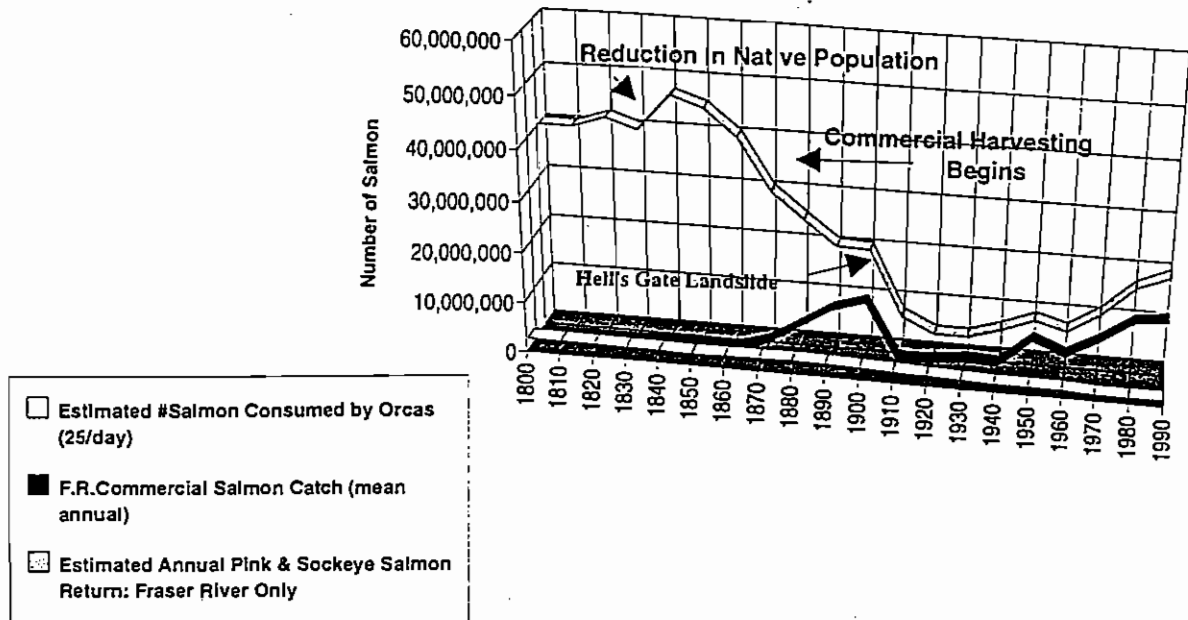 60,000,000
50,000,000
40,000,000
30,000,000
20,000,000
10,000,000
0
Number of Salmon
Reduction in Native Population
Commercial Harvesting
Begins
Hell's Gate Landslide
1800
1810
1820
1830
1840
1850
1860
1870
1880
1890
1900
1910
1920
1930
1940
1950
1960
1970
1980
1990
Estimated #Salmon Consumed by Orcas
(25/day)
F.R.Commercial Salmon Catch (mean
annual)
Estimated Annual Pink & Sockeye Salmon
Return: Fraser River Only